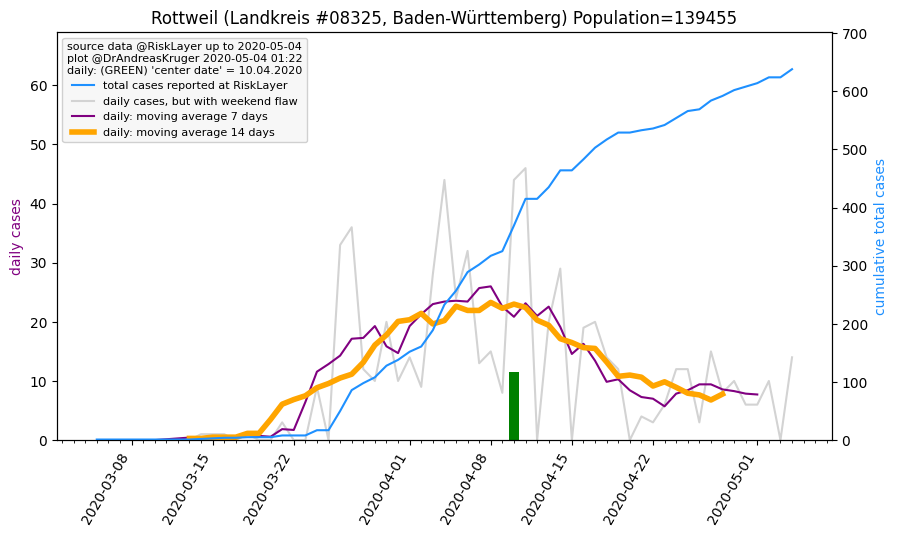 Rottweil (Landkreis #08325, Baden-Württemberg) Population=139455
source data @RiskLayer up to 2020-05-04
plot @DrAndreasKruger 2020-05-04 01:22
daily: (GREEN) 'center date' = 10.04.2020
total cases reported at RiskLayer
daily cases, but with weekend flaw
daily: moving average 7 days
daily: moving average 14 days
daily cases
0
10
20
30
40
50
60
cumulative total cases
0
100
200
300
400
500
600
700
2020-03-08
2020-03-15
2020-03-22
2020-04-01
2020-04-08
2020-04-15
2020-04-22
2020-05-01